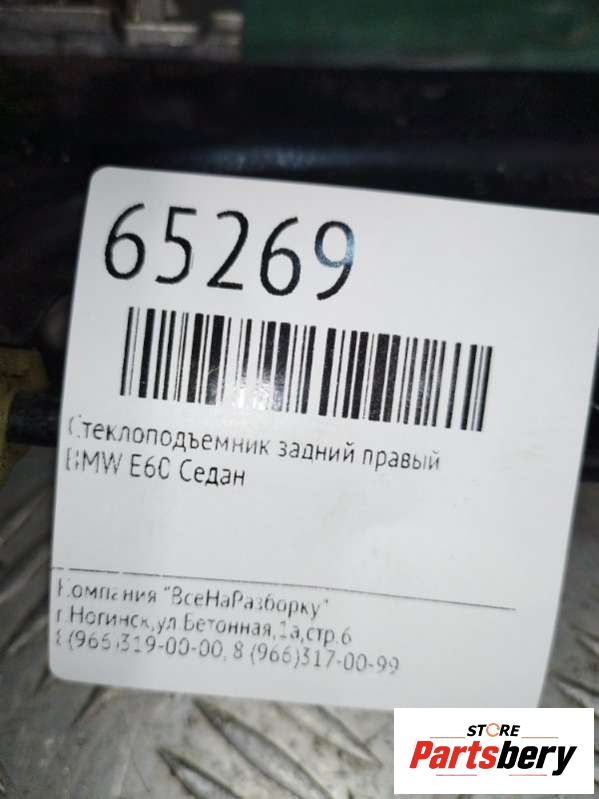 65269
Стеклоподъемник задний правый
BMW E60 Седан
Компания "ВсеНаРазборку"
г.Ногинск,ул.Бетонная,1а,стр.6
8 (966)319-00-00, 8 (966)317-00-99
STORE
Partsbery